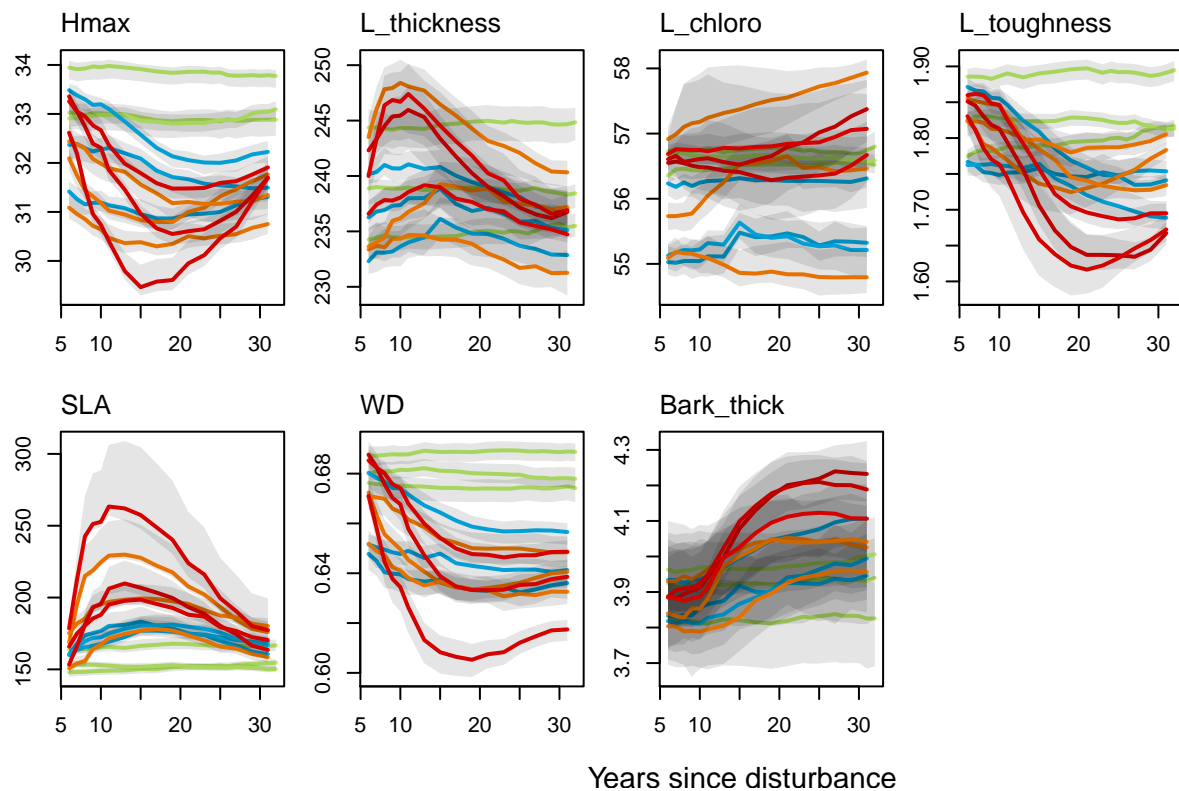 Hmax L_thickness L_chloro L_toughness
34
33
32
31
30
5 10 20 30
250
245
240
235
230
5 10 20 30
58
57
56
55
5 10 20 30
1.90
1.80
1.70
1.60
5 10 20 30
SLA WD Bark_thick
300
250
200
150
5 10 20 30
0.68
0.64
0.60
5 10 20 30
4.3
4.1
3.9
3.7
5 10 20 30
Years since disturbance